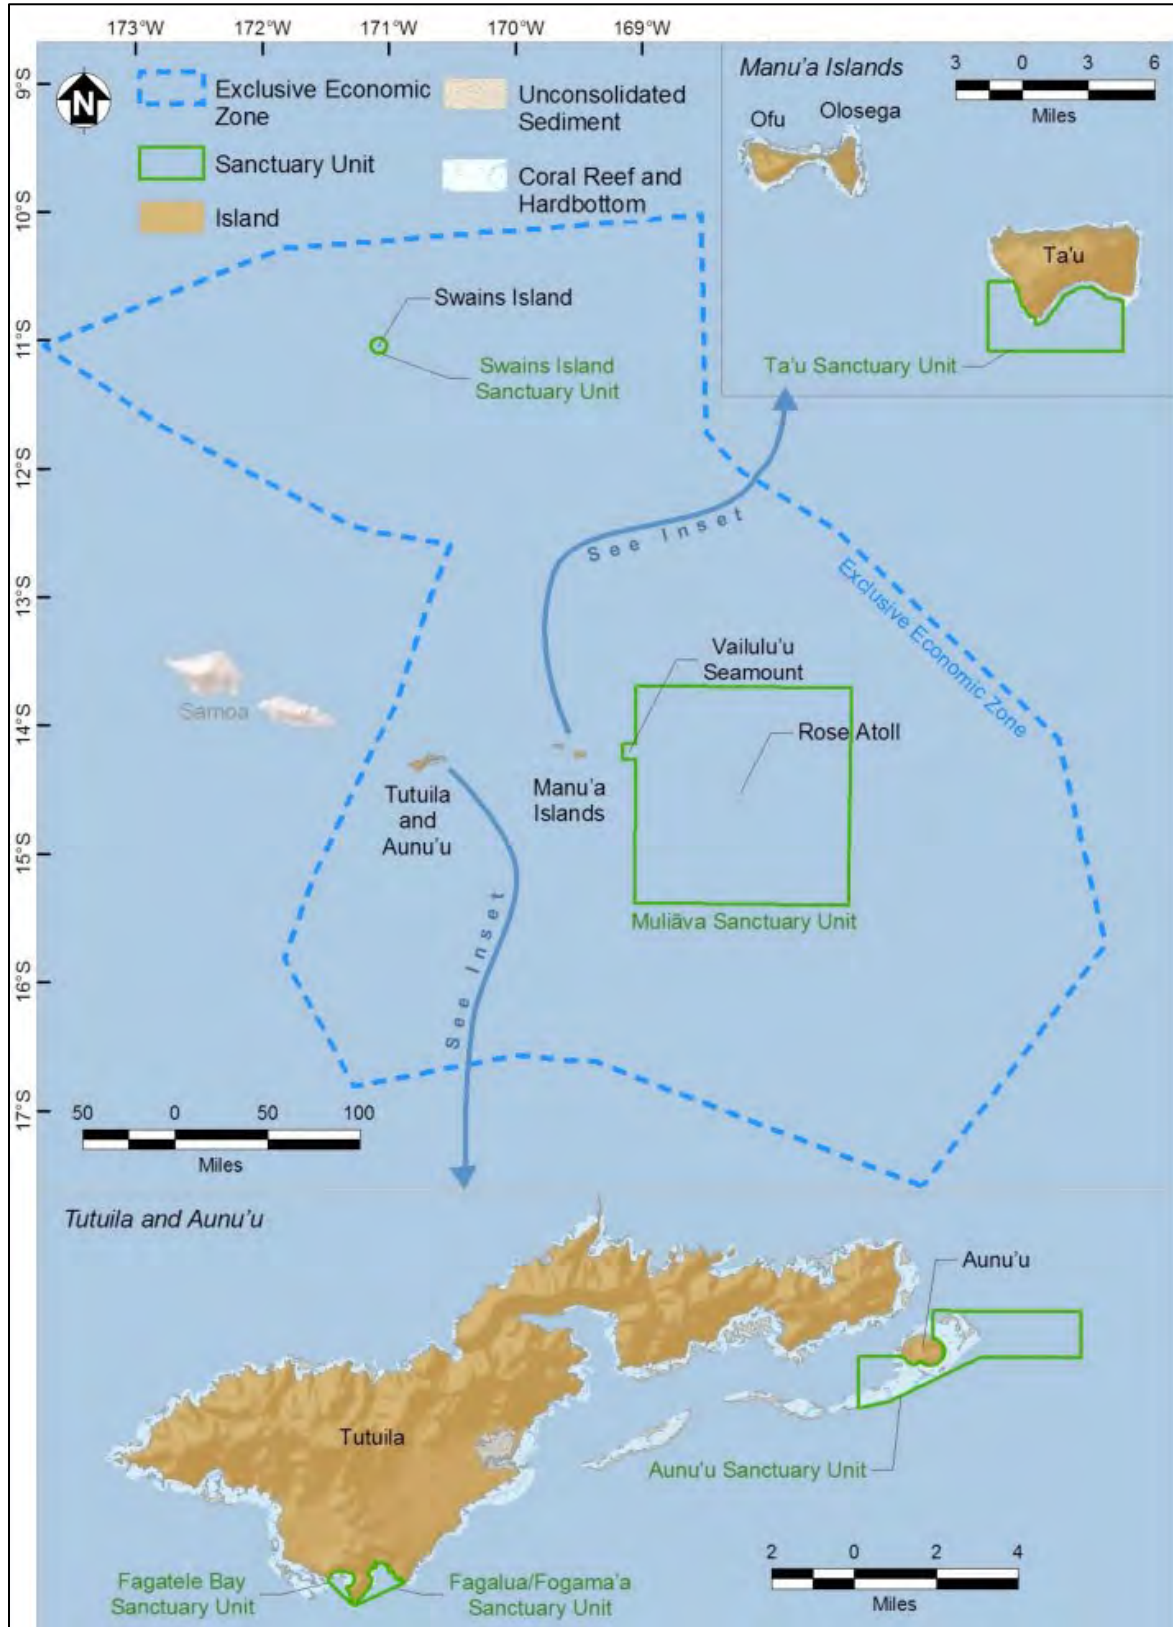 173°W 172°W 171°W 170°W 169°W
9°S
10°S
11°S
12°S
13°S
14°S
15°S
16°S
17°S
N
Exclusive Economic
Zone
Sanctuary Unit
Island
Unconsolidated
Sediment
Coral Reef and
Hardbottom
Manu'a Islands
3 0 3 6
Miles
Ofu
Olosega
Ta'u
Ta'u Sanctuary Unit
Swains Island
Swains Island
Sanctuary Unit
See Inset
Exclusive Economic Zone
Vailulu'u
Seamount
Rose Atoll
Samoa
Tutuila
and
Aunu'u
Manu'a
Islands
Muliāva Sanctuary Unit
See Inset
50 0 50 100
Miles
Tutuila and Aunu'u
Aunu'u
Tutuila
Aunu'u Sanctuary Unit
Fagatele Bay
Sanctuary Unit
Fagalua/Fogama'a
Sanctuary Unit
2 0 2 4
Miles